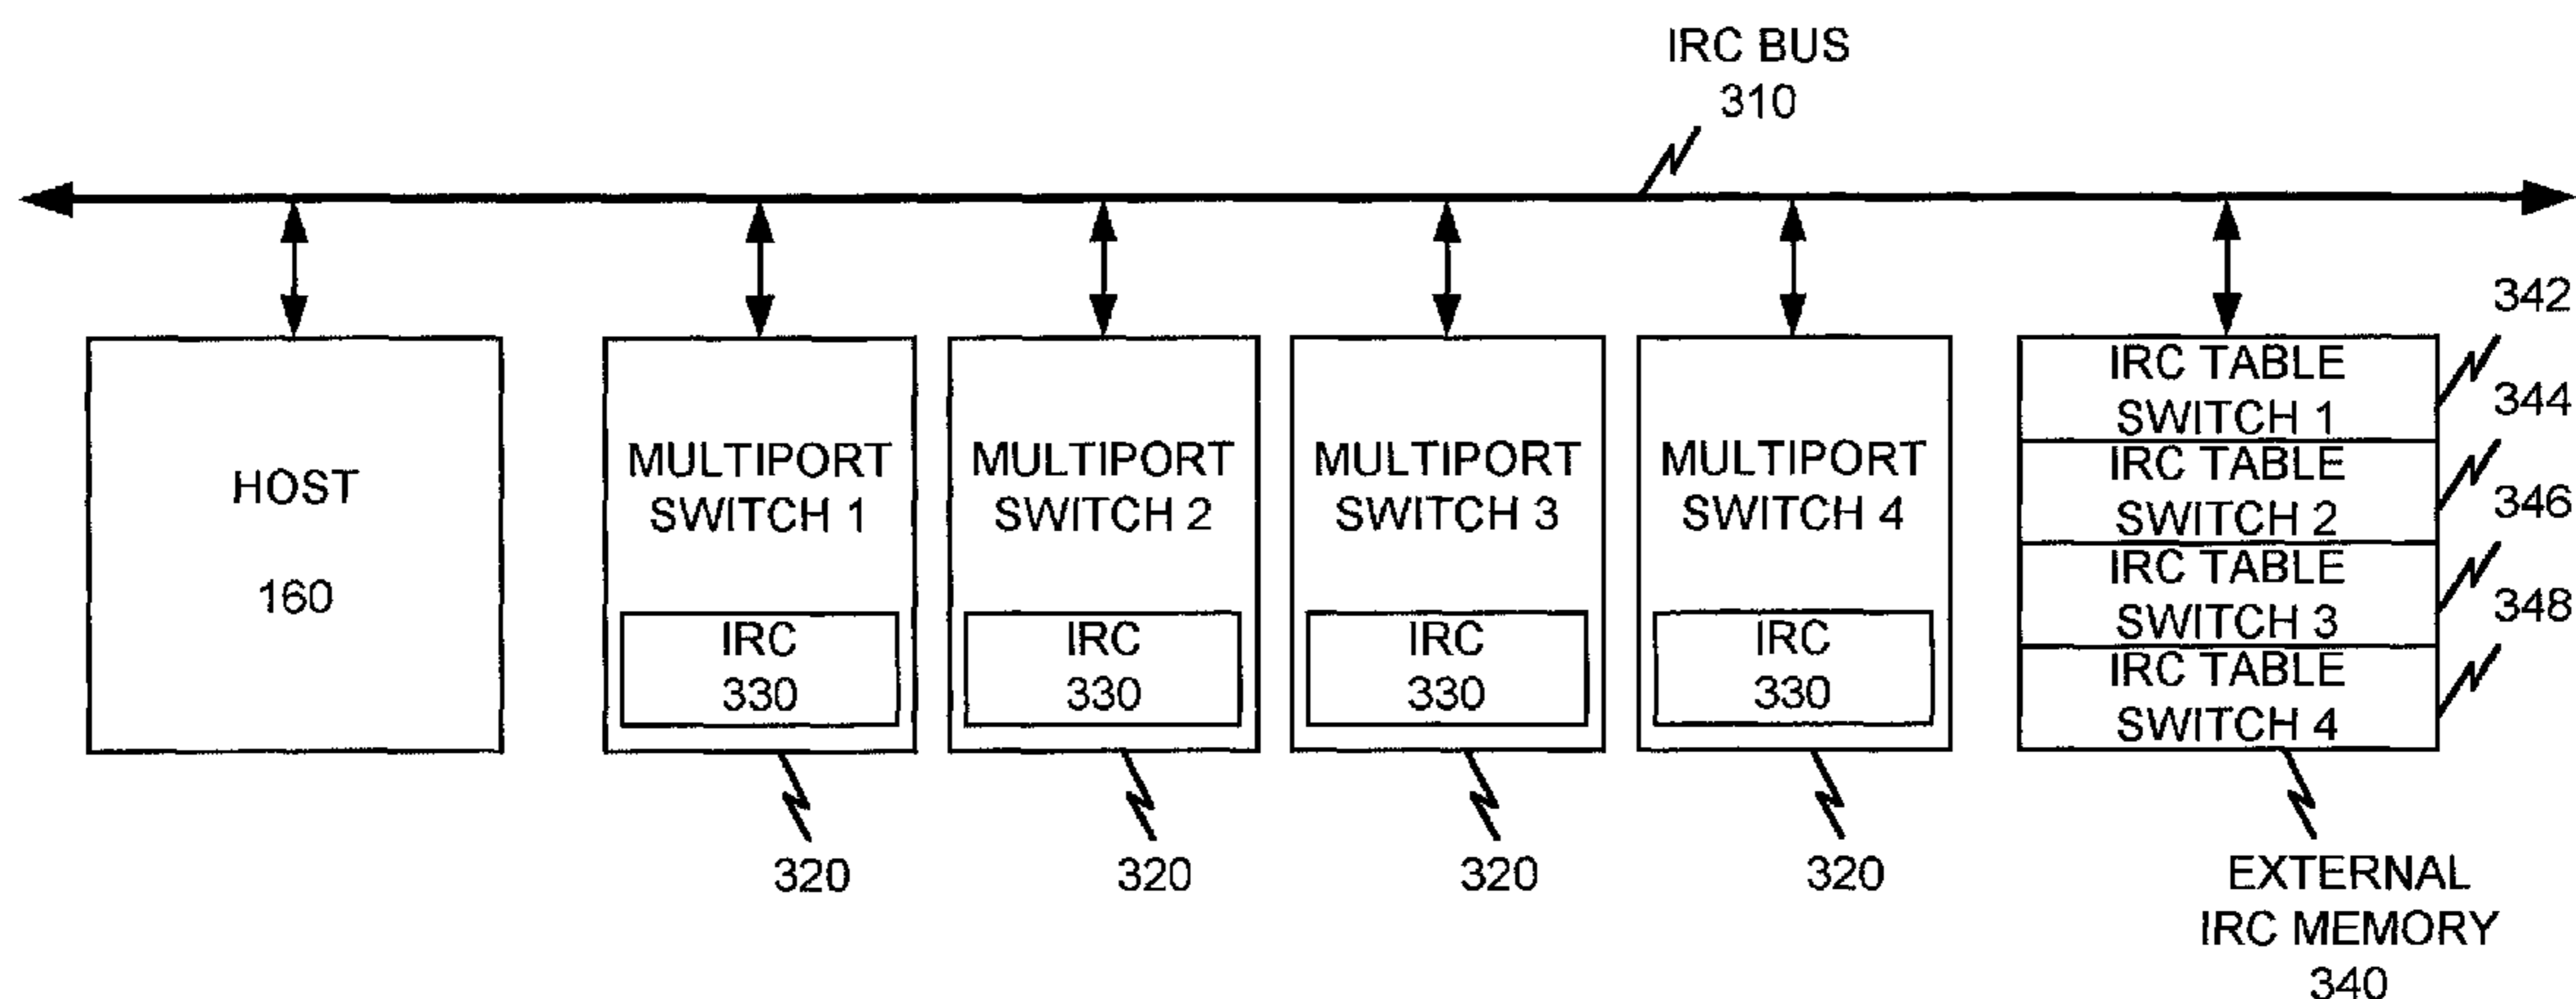 IRC BUS
310
HOST
160
MULTIPORT
SWITCH 1
IRC
330
320
MULTIPORT
SWITCH 2
IRC
330
320
MULTIPORT
SWITCH 3
IRC
330
320
MULTIPORT
SWITCH 4
IRC
330
320
IRC TABLE
SWITCH 1
342
IRC TABLE
SWITCH 2
344
IRC TABLE
SWITCH 3
346
IRC TABLE
SWITCH 4
348
EXTERNAL
IRC MEMORY
340